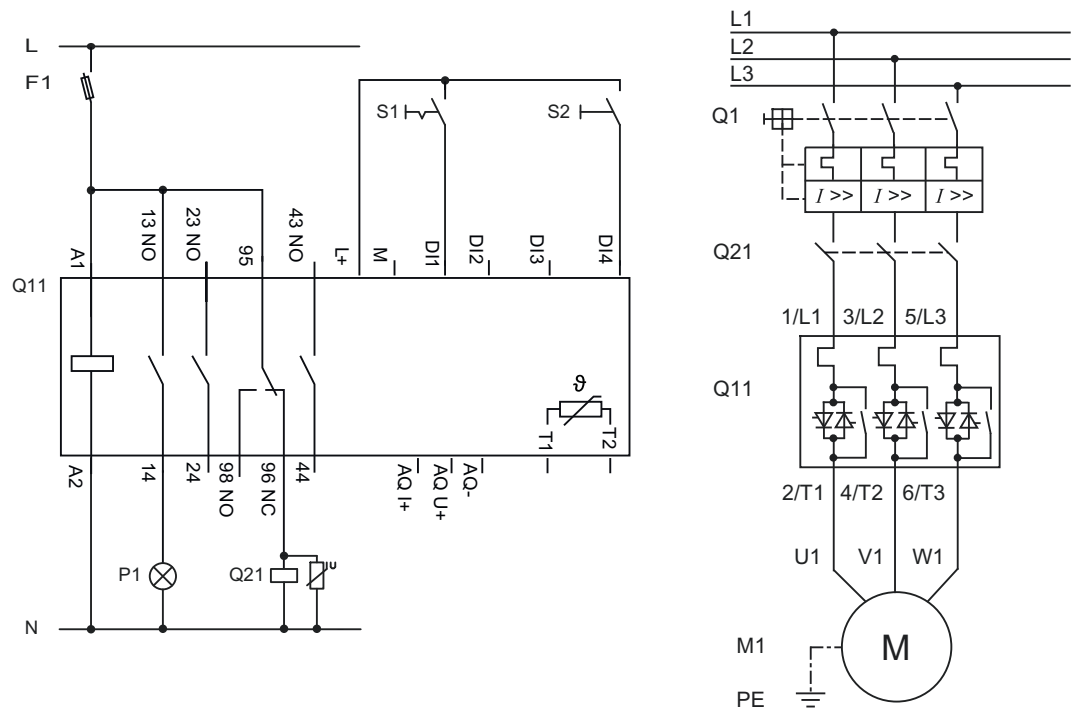 L
F1
S1
S2
A1
13 NO
23 NO
95
43 NO
L+
M
DI1
DI2
DI3
DI4
Q11
ϑ
T1
T2
A2
14
24
98 NO
96 NC
44
AQ I+
AQ U+
AQ-
P1
Q21
U
N
L1
L2
L3
Q1
I >>
I >>
I >>
Q21
1/L1
3/L2
5/L3
Q11
2/T1
4/T2
6/T3
U1
V1
W1
M1
M
PE